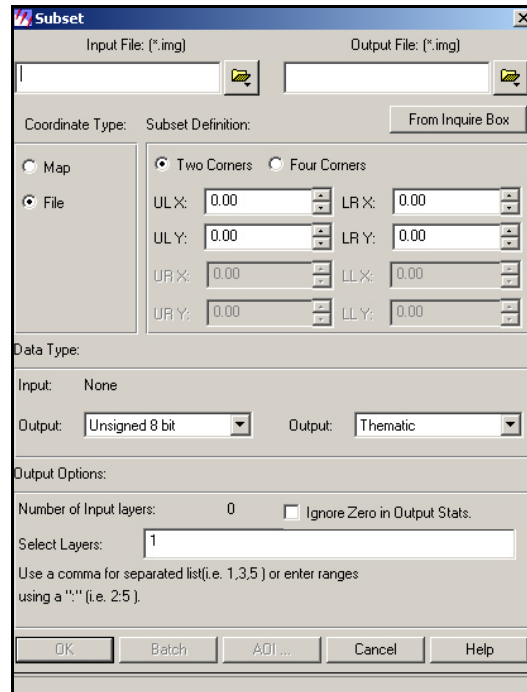 Subset
Input File: (*.img) Output File: (*.img)
Coordinate Type: Subset Definition: From Inquire Box
Map Two Corners Four Corners
File UL X: 0.00 LR X: 0.00
UL Y: 0.00 LR Y: 0.00
UR X: 0.00 LL X: 0.00
UR Y: 0.00 LL Y: 0.00
Data Type:
Input: None
Output: Unsigned 8 bit Output: Thematic
Output Options:
Number of Input layers: 0 Ignore Zero in Output Stats.
Select Layers: 1
Use a comma for separated list(i.e. 1,3,5 ) or enter ranges
using a ":" (i.e. 2:5 ).
OK Batch AOI ... Cancel Help